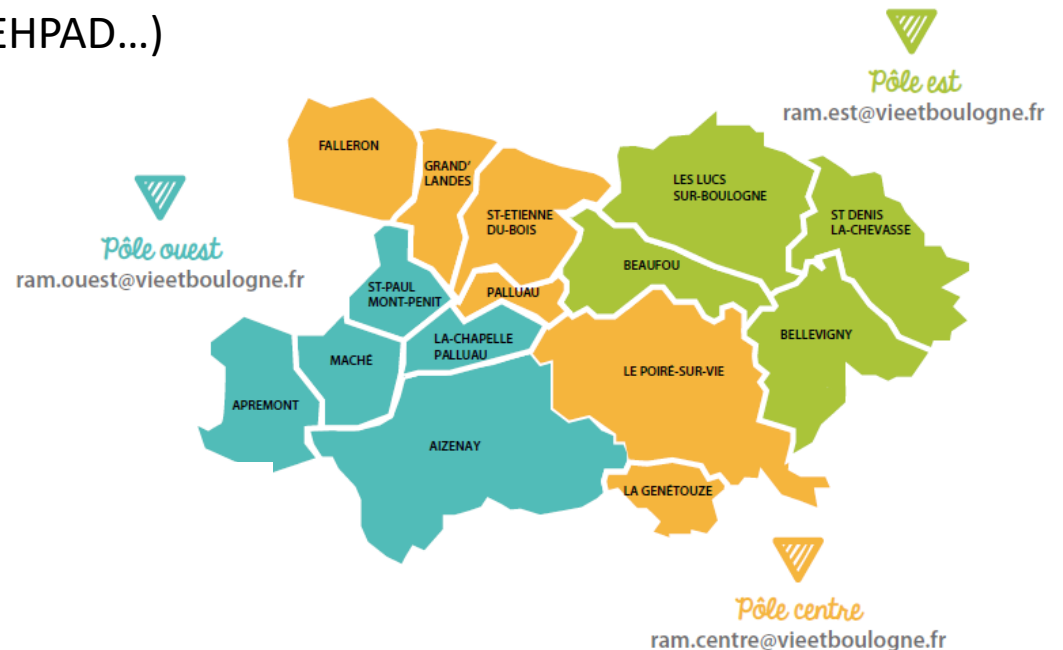 EHPAD…)
Pôle est
ram.est@vieetboulogne.fr
FALLERON
GRAND'
LANDES
ST-ETIENNE
DU-BOIS
LES LUCS
SUR-BOULOGNE
ST DENIS
LA-CHEVASSE
Pôle ouest
ram.ouest@vieetboulogne.fr
BEAUFOU
ST-PAUL
MONT-PENIT
PALLUAU
BELLEVIGNY
LA-CHAPELLE
PALLUAU
MACHÉ
LE POIRÉ-SUR-VIE
APREMONT
AIZENAY
LA GENÉTOUZE
Pôle centre
ram.centre@vieetboulogne.fr